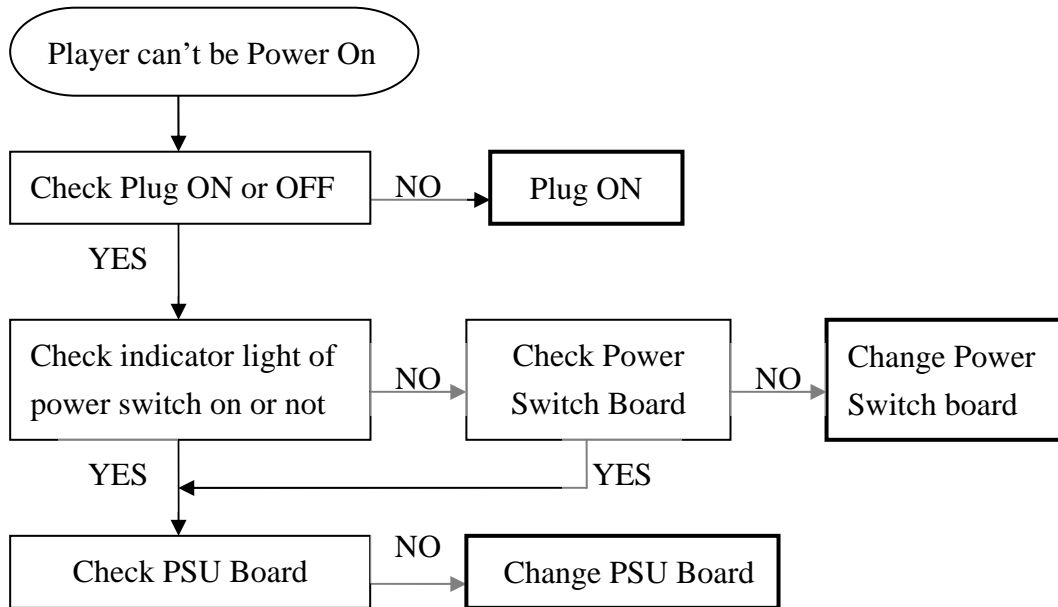 Player can’t be Power On
Check Plug ON or OFF
NO
Plug ON
YES
Check indicator light of
power switch on or not
NO
Check Power
Switch Board
NO
Change Power
Switch board
YES
YES
Check PSU Board
NO
Change PSU Board